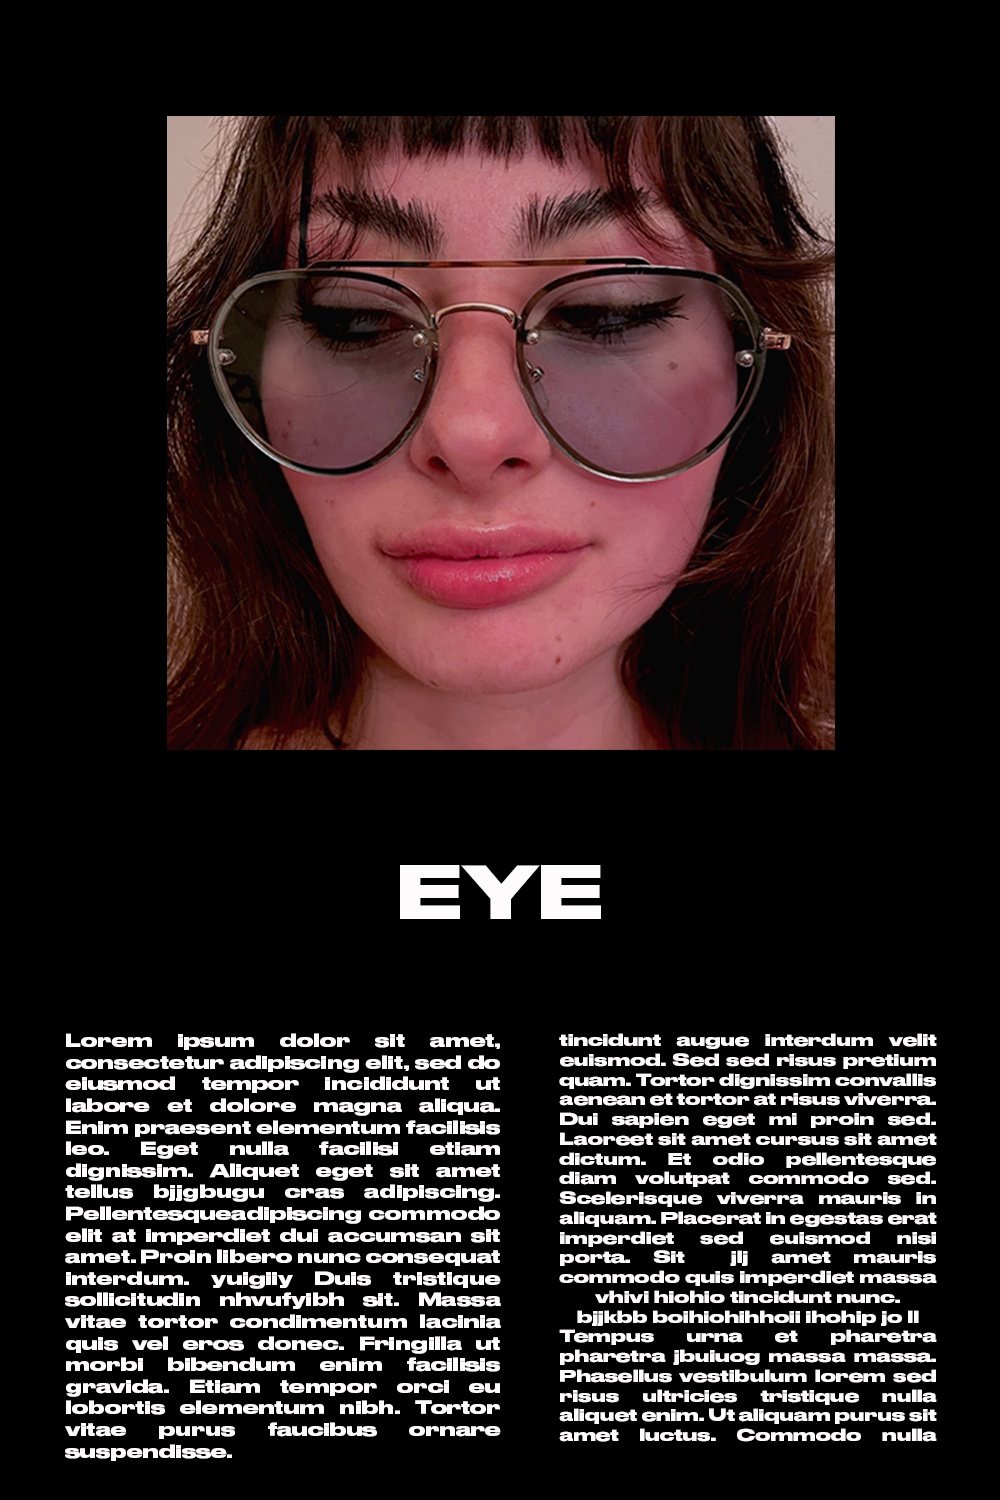 EYE
Lorem ipsum dolor sit amet,
consectetur adipiscing elit, sed do
eiusmod tempor incididunt ut
labore et dolore magna aliqua.
Enim praesent elementum facilisis
leo. Eget nulla facilisi etiam
dignissim. Aliquet eget sit amet
tellus bjjgbugu cras adipiscing.
Pellentesqueadipiscing commodo
elit at imperdiet dui accumsan sit
amet. Proin libero nunc consequat
interdum. yuigiiy Duis tristique
sollicitudin nhvufyibh sit. Massa
vitae tortor condimentum lacinia
quis vel eros donec. Fringilla ut
morbi bibendum enim facilisis
gravida. Etiam tempor orci eu
lobortis elementum nibh. Tortor
vitae purus faucibus ornare
suspendisse.
tincidunt augue interdum velit
euismod. Sed sed risus pretium
quam. Tortor dignissim convallis
aenean et tortor at risus viverra.
Dui sapien eget mi proin sed.
Laoreet sit amet cursus sit amet
dictum. Et odio pellentesque
diam volutpat commodo sed.
Scelerisque viverra mauris in
aliquam. Placerat in egestas erat
imperdiet sed euismod nisi
porta. Sit jlj amet mauris
commodo quis imperdiet massa
vhivi hiohio tincidunt nunc.
bjjkbb boihiohihhoii ihohip jo ll
Tempus urna et pharetra
pharetra jbuiuog massa massa.
Phasellus vestibulum lorem sed
risus ultricies tristique nulla
aliquet enim. Ut aliquam purus sit
amet luctus. Commodo nulla